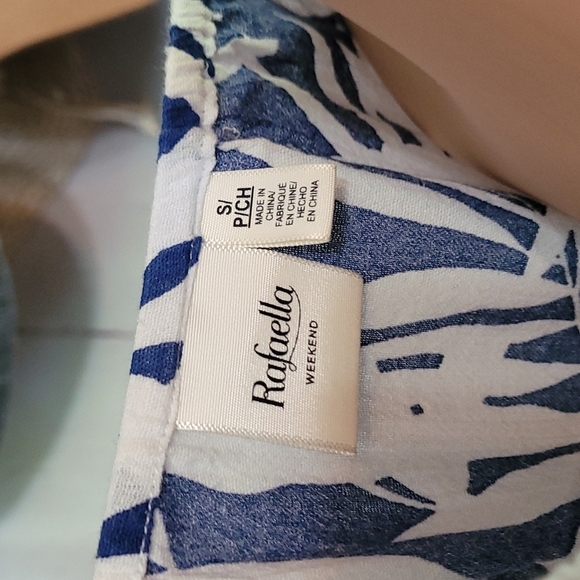 S/
P/CH
MADE IN
CHINA/
FABRIQUÉ
EN CHINE/
HECHO
EN CHINA
Rafaella
WEEKEND